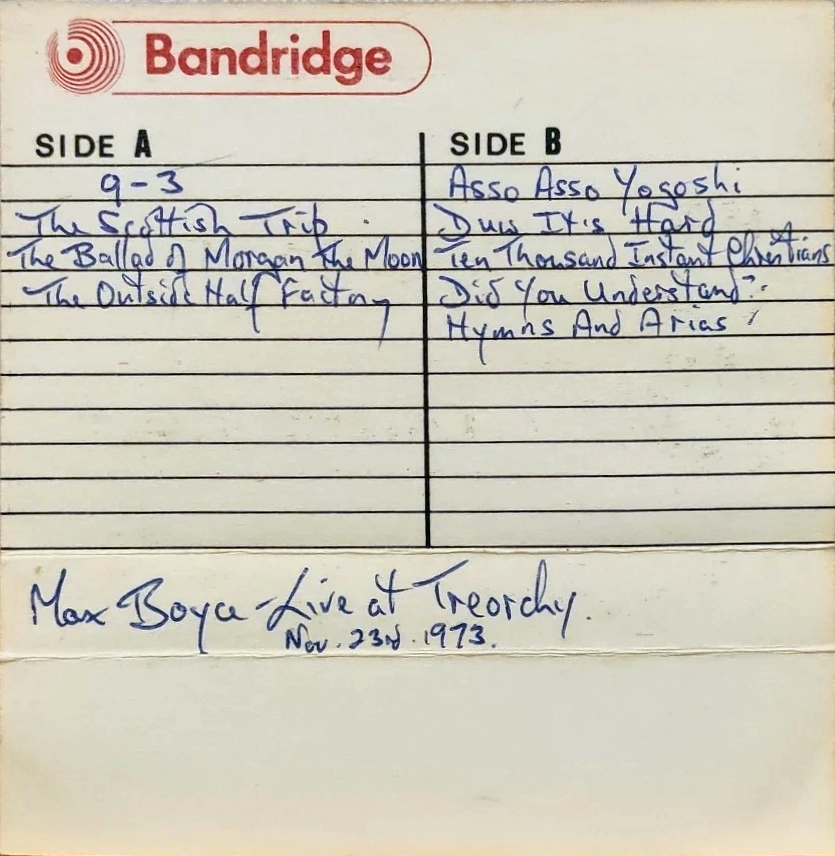 Bandridge
SIDE A
9-3
The Scottish Trip
The Ballad of Morgan the Moon
The Outside Half Factory
SIDE B
Asso Asso Yogoshi
Duw It's Hard
Ten Thousand Instant Christians
Did You Understand?
Hymns And Arias
Max Boyce - Live at Treorchy.
Nov. 23rd. 1973.